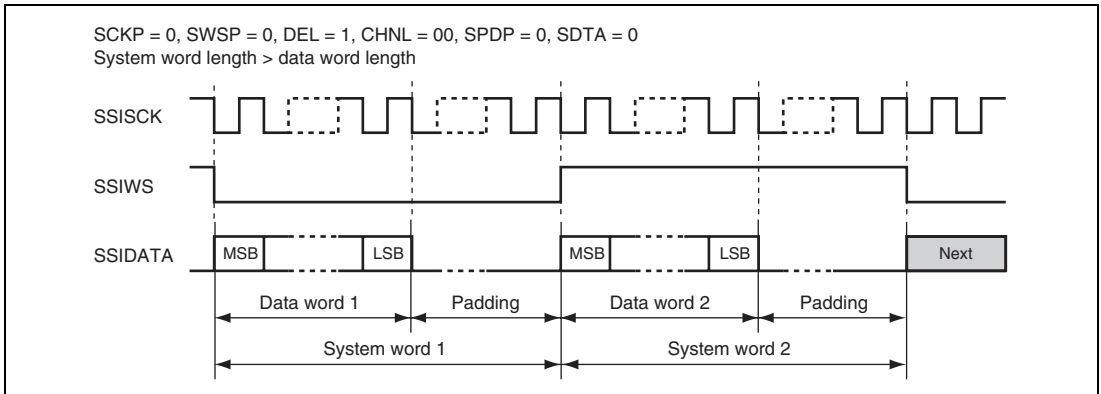 SCKP = 0, SWSP = 0, DEL = 1, CHNL = 00, SPDP = 0, SDTA = 0
System word length > data word length
SSISCK
SSIWS
SSIDATA
MSB LSB MSB LSB Next
Data word 1 Padding Data word 2 Padding
System word 1 System word 2